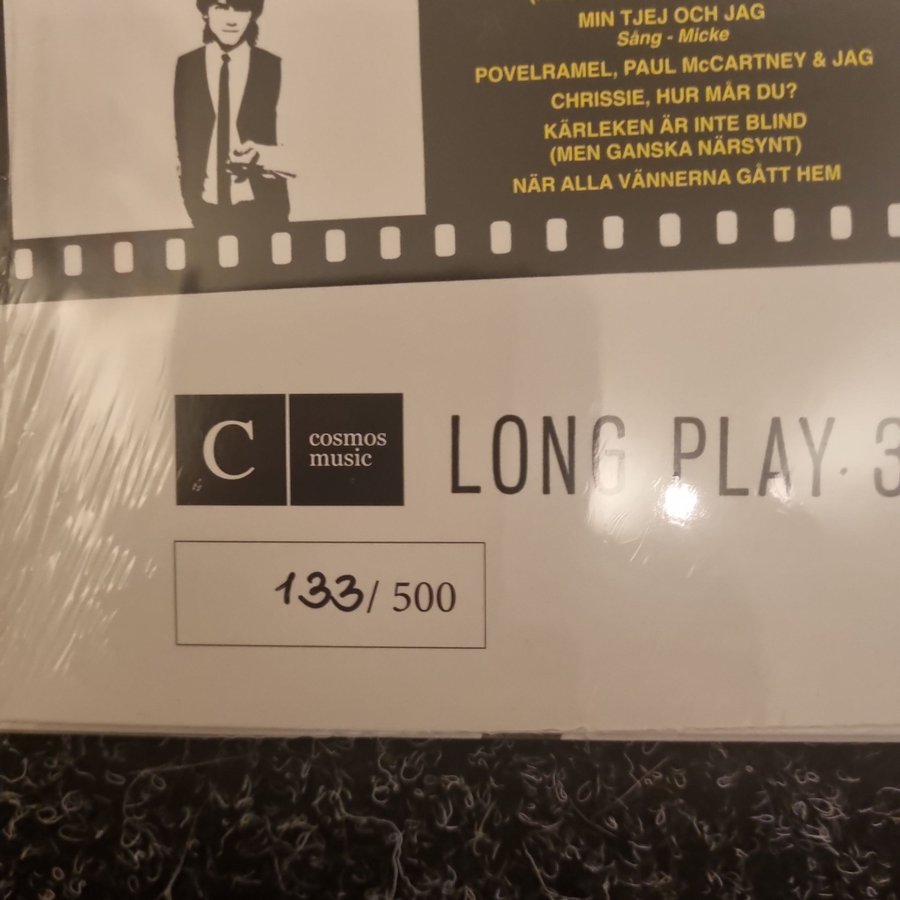 MIN TJEJ OCH JAG
Sång - Micke
POVELRAMEL, PAUL McCARTNEY & JAG
CHRISSIE, HUR MÅR DU?
KÄRLEKEN ÄR INTE BLIND
(MEN GANSKA NÄRSYNT)
NÄR ALLA VÄNNERNA GÅTT HEM
C cosmos
music
LONG PLAY 3
133/ 500